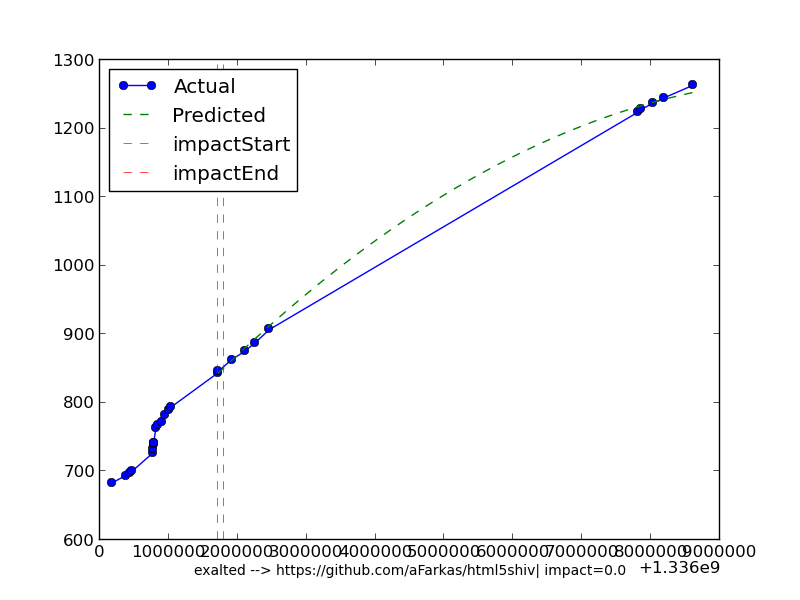 1300
1200
1100
1000
900
800
700
600
Actual
Predicted
impactStart
impactEnd
0 1000000 2000000 3000000 4000000 5000000 6000000 7000000 8000000 9000000
exalted --> https://github.com/aFarkas/html5shiv| impact=0.0 +1.336e9